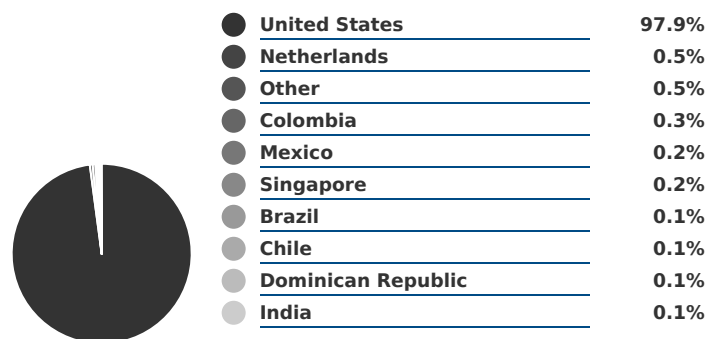 United States 97.9%
Netherlands 0.5%
Other 0.5%
Colombia 0.3%
Mexico 0.2%
Singapore 0.2%
Brazil 0.1%
Chile 0.1%
Dominican Republic 0.1%
India 0.1%